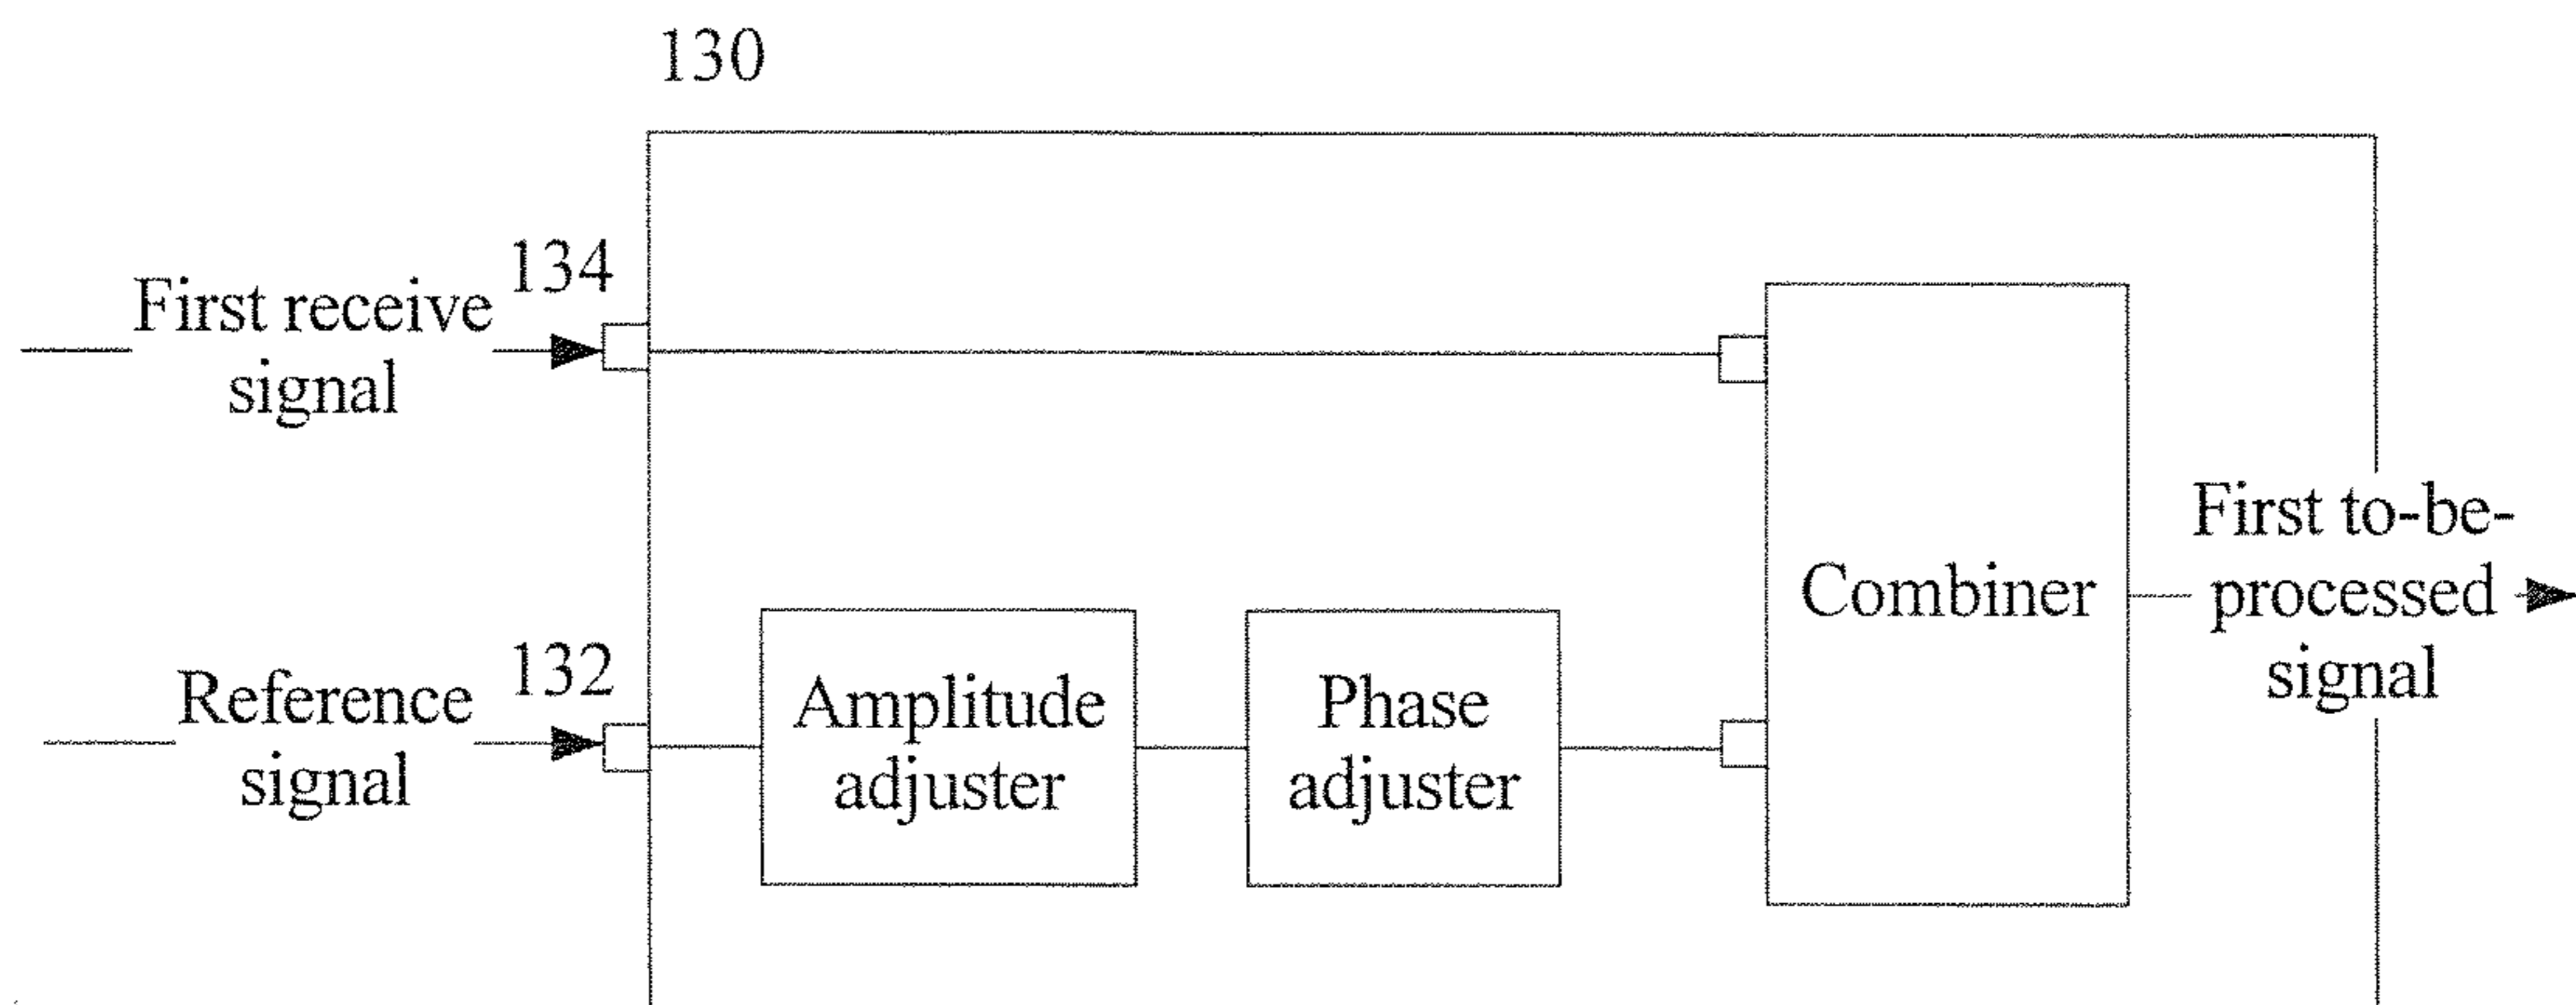 130
134
First receive
signal
132
Reference
signal
Amplitude
adjuster
Phase
adjuster
Combiner
First to-be-
processed
signal